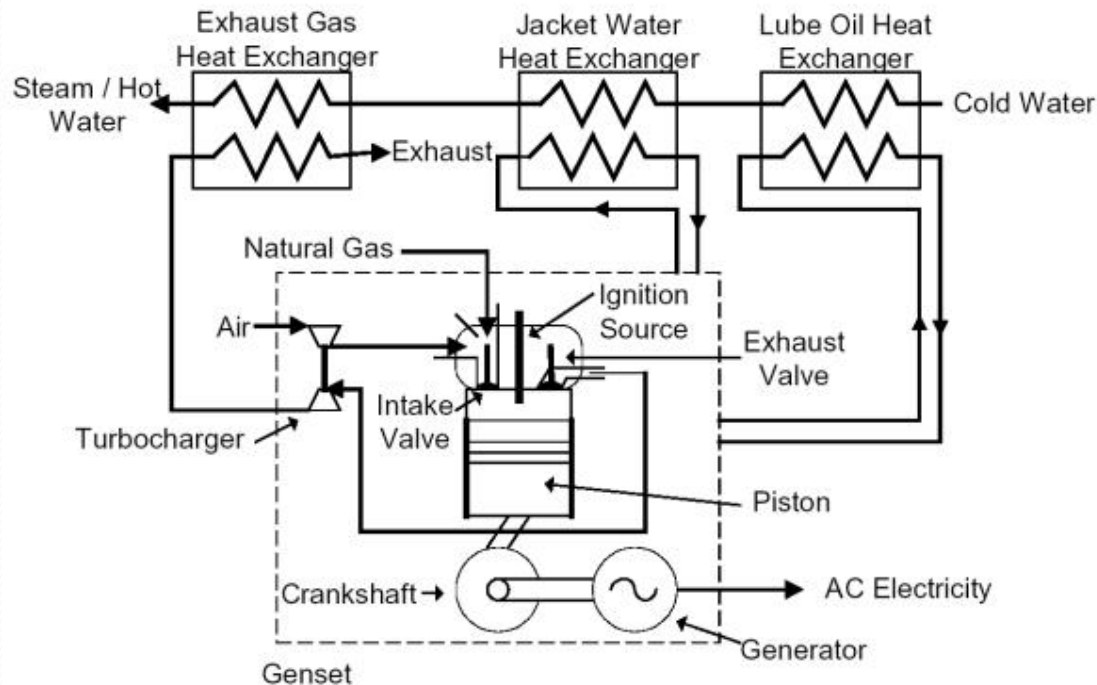 Exhaust Gas
Heat Exchanger
Jacket Water
Heat Exchanger
Lube Oil Heat
Exchanger
Steam / Hot
Water
Cold Water
Exhaust
Natural Gas
Ignition
Source
Air
Exhaust
Valve
Intake
Valve
Turbocharger
Piston
Crankshaft
AC Electricity
Generator
Genset